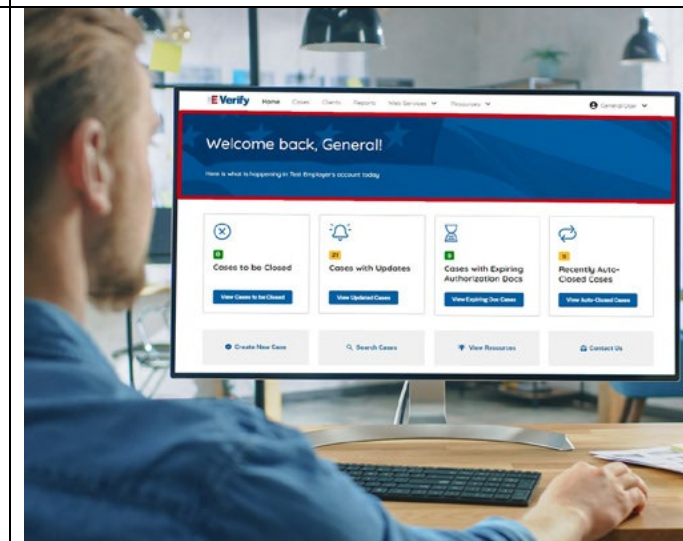 E-Verify Home Cases Clients Reports Web Services Resources General User
Welcome back, General!
Here is what is happening in Test Employer's account today
0 21 9
Cases to be Closed Cases with Updates Cases with Expiring Authorization Docs Recently Auto-Closed Cases
View Cases to be Closed View Updated Cases View Expiring Doc Cases View Auto-Closed Cases
Create New Case Search Cases View Resources Contact Us